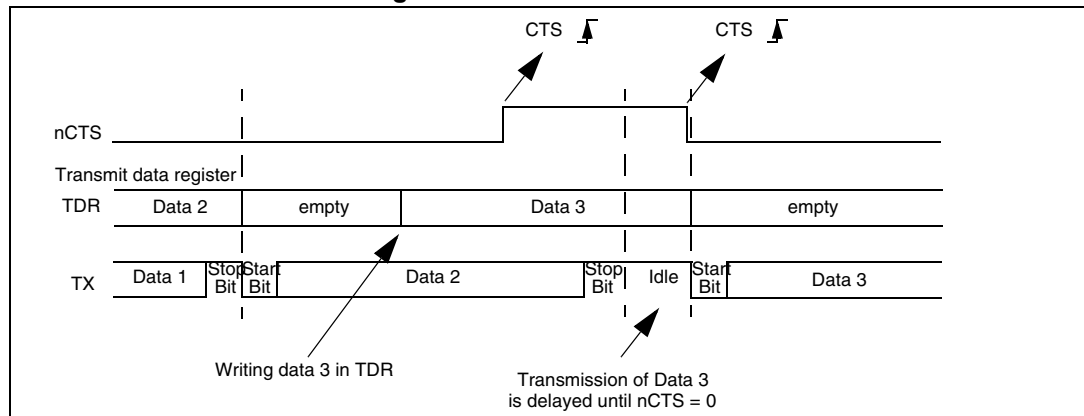 CTS CTS
nCTS
Transmit data register
TDR Data 2 empty Data 3 empty
TX Data 1 Stop Bit Start Bit Data 2 Stop Bit Idle Start Bit Data 3
Writing data 3 in TDR
Transmission of Data 3
is delayed until nCTS = 0